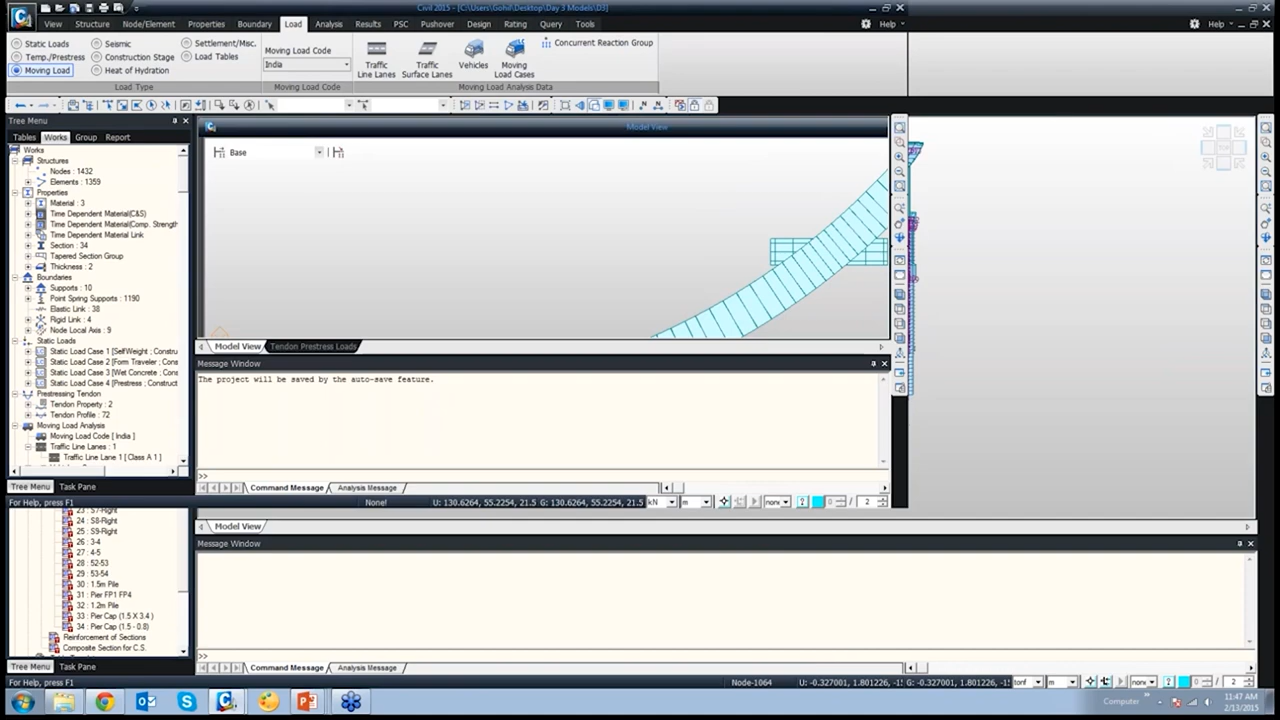 Civil 2015 - [C:\Users\Gohil\Desktop\Day 3 Models\D3]
View Structure Node/Element Properties Boundary Load Analysis Results PSC Pushover Design Rating Query Tools Help
Help
Static Loads Seismic Settlement/Misc.
Temp./Prestress Construction Stage Load Tables
Moving Load Heat of Hydration
Load Type
Moving Load Code
India
Moving Load Code
Traffic Line Lanes
Traffic Surface Lanes
Vehicles
Moving Load Cases
Concurrent Reaction Group
Moving Load Analysis Data
Tree Menu
Tables Works Group Report
Works
Structures
Nodes : 1432
Elements : 1359
Properties
Material : 3
Time Dependent Material(C&S)
Time Dependent Material(Comp. Strength
Time Dependent Material Link
Section : 34
Tapered Section Group
Thickness : 2
Boundaries
Supports : 10
Point Spring Supports : 1190
Elastic Link : 38
Rigid Link : 4
Node Local Axis : 9
Static Loads
Static Load Case 1 [SelfWeight ; Constru
Static Load Case 2 [Form Traveler ; Cons
Static Load Case 3 [Wet Concrete ; Cons
Static Load Case 4 [Prestress ; Construct
Prestressing Tendon
Tendon Property : 2
Tendon Profile : 72
Moving Load Analysis
Moving Load Code [ India ]
Traffic Line Lanes : 1
Traffic Line Lane 1 [ Class A 1 ]
Tree Menu Task Pane
For Help, press F1
Model View
Base
TOP
Model View Tendon Prestress Loads
Message Window
The project will be saved by the auto-save feature.
>>
Command Message Analysis Message
None! U: 130.6264, 55.2254, 21.5 G: 130.6264, 55.2254, 21.5 kN m none 0 / 2
23 : S7-Right
24 : S8-Right
25 : S9-Right
26 : 3-4
27 : 4-5
28 : 52-53
29 : 53-54
30 : 1.5m Pile
31 : Pier FP1 FP4
32 : 1.2m Pile
33 : Pier Cap (1.5 X 3.4 )
34 : Pier Cap (1.5 - 0.8)
Reinforcement of Sections
Composite Section for C.S.
Tree Menu Task Pane
Model View
Message Window
>>
Command Message Analysis Message
For Help, press F1
Node-1064 U: -0.327001, 1.801226, -1 G: -0.327001, 1.801226, -1 tonf m none 0 / 2
Computer
11:47 AM
2/13/2015